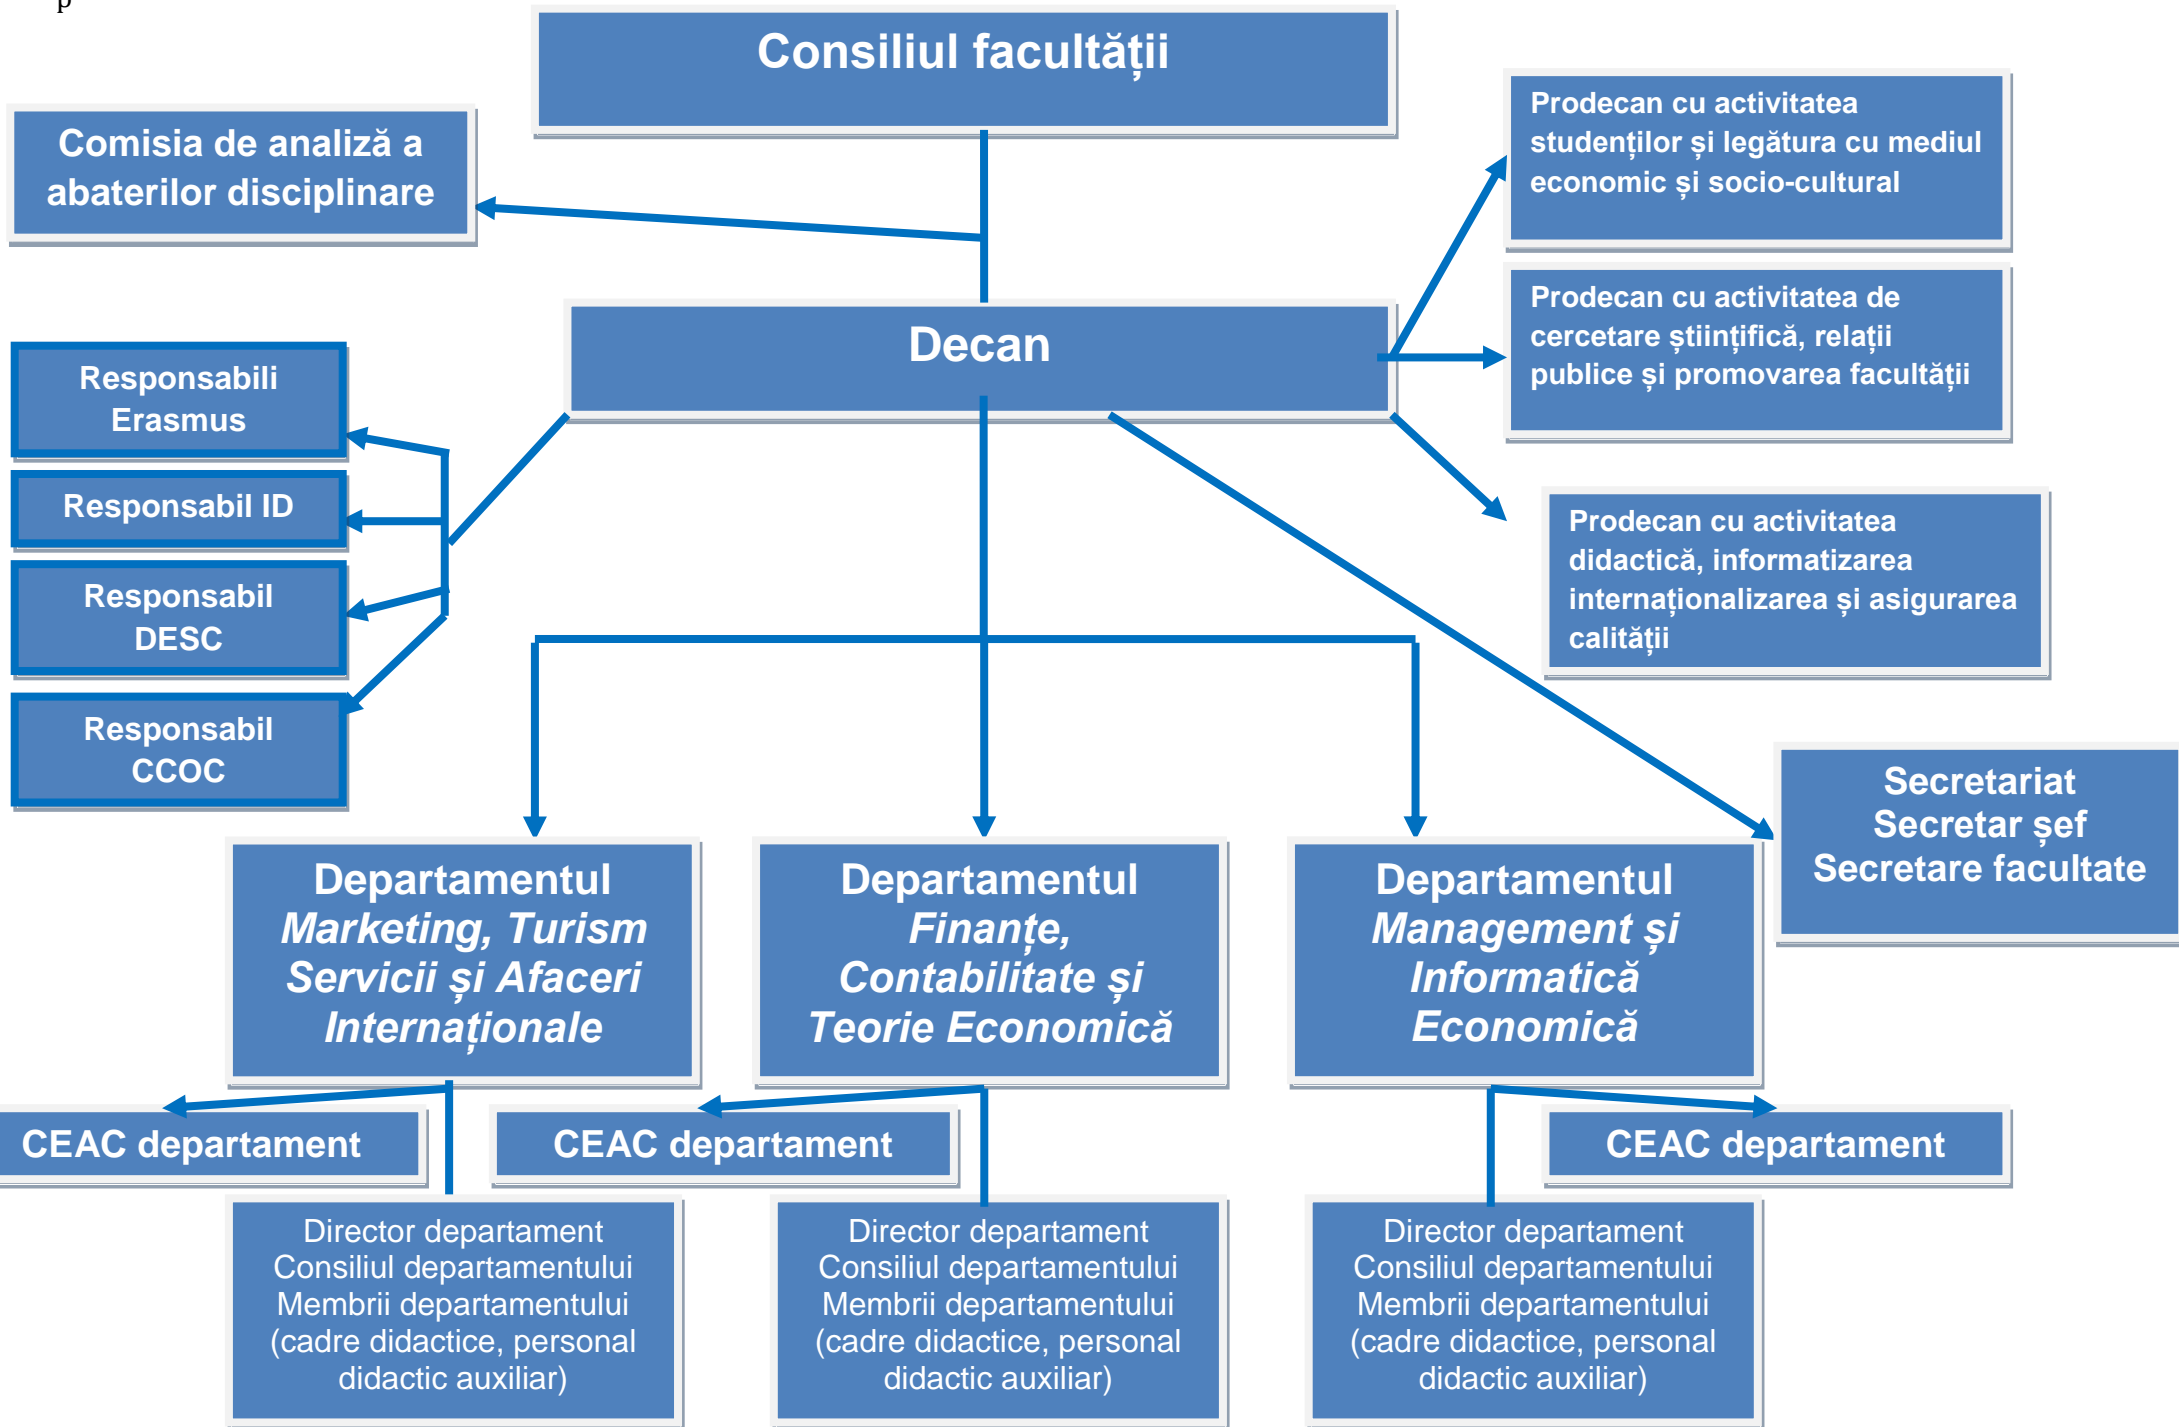 p
Consiliul facultății
Comisia de analiză a
abaterilor disciplinare
Prodecan cu activitatea
studenților și legătura cu mediul
economic și socio-cultural
Prodecan cu activitatea de
cercetare științifică, relații
publice și promovarea facultății
Decan
Responsabili
Erasmus
Responsabil ID
Responsabil
DESC
Responsabil
CCOC
Prodecan cu activitatea
didactică, informatizarea
internaționalizarea și asigurarea
calității
Secretariat
Secretar șef
Secretare facultate
Departamentul
Marketing, Turism
Servicii și Afaceri
Internaționale
Departamentul
Finanțe,
Contabilitate și
Teorie Economică
Departamentul
Management și
Informatică
Economică
CEAC departament
CEAC departament
CEAC departament
Director departament
Consiliul departamentului
Membrii departamentului
(cadre didactice, personal
didactic auxiliar)
Director departament
Consiliul departamentului
Membrii departamentului
(cadre didactice, personal
didactic auxiliar)
Director departament
Consiliul departamentului
Membrii departamentului
(cadre didactice, personal
didactic auxiliar)